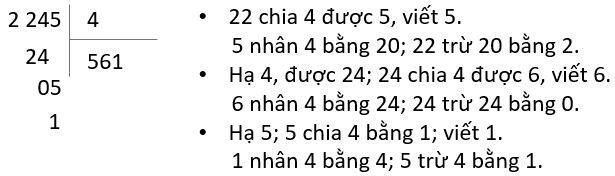 2 245 4
24 561
05
1
• 22 chia 4 được 5, viết 5.
5 nhân 4 bằng 20; 22 trừ 20 bằng 2.
• Hạ 4, được 24; 24 chia 4 được 6, viết 6.
6 nhân 4 bằng 24; 24 trừ 24 bằng 0.
• Hạ 5; 5 chia 4 bằng 1; viết 1.
1 nhân 4 bằng 4; 5 trừ 4 bằng 1.